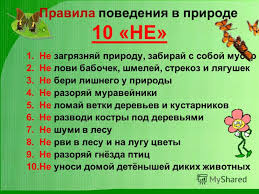 Правила поведения в природе
10 «НЕ»
1. Не загрязняй природу, забирай с собой мусор
2. Не лови бабочек, шмелей, стрекоз и лягушек
3. Не бери лишнего у природы
4. Не разоряй муравейники
5. Не ломай ветки деревьев и кустарников
6. Не разводи костры под деревьями
7. Не шуми в лесу
8. Не рви в лесу и на лугу цветы
9. Не разоряй гнёзда птиц
10.Не уноси домой детёнышей диких животных
MyShared